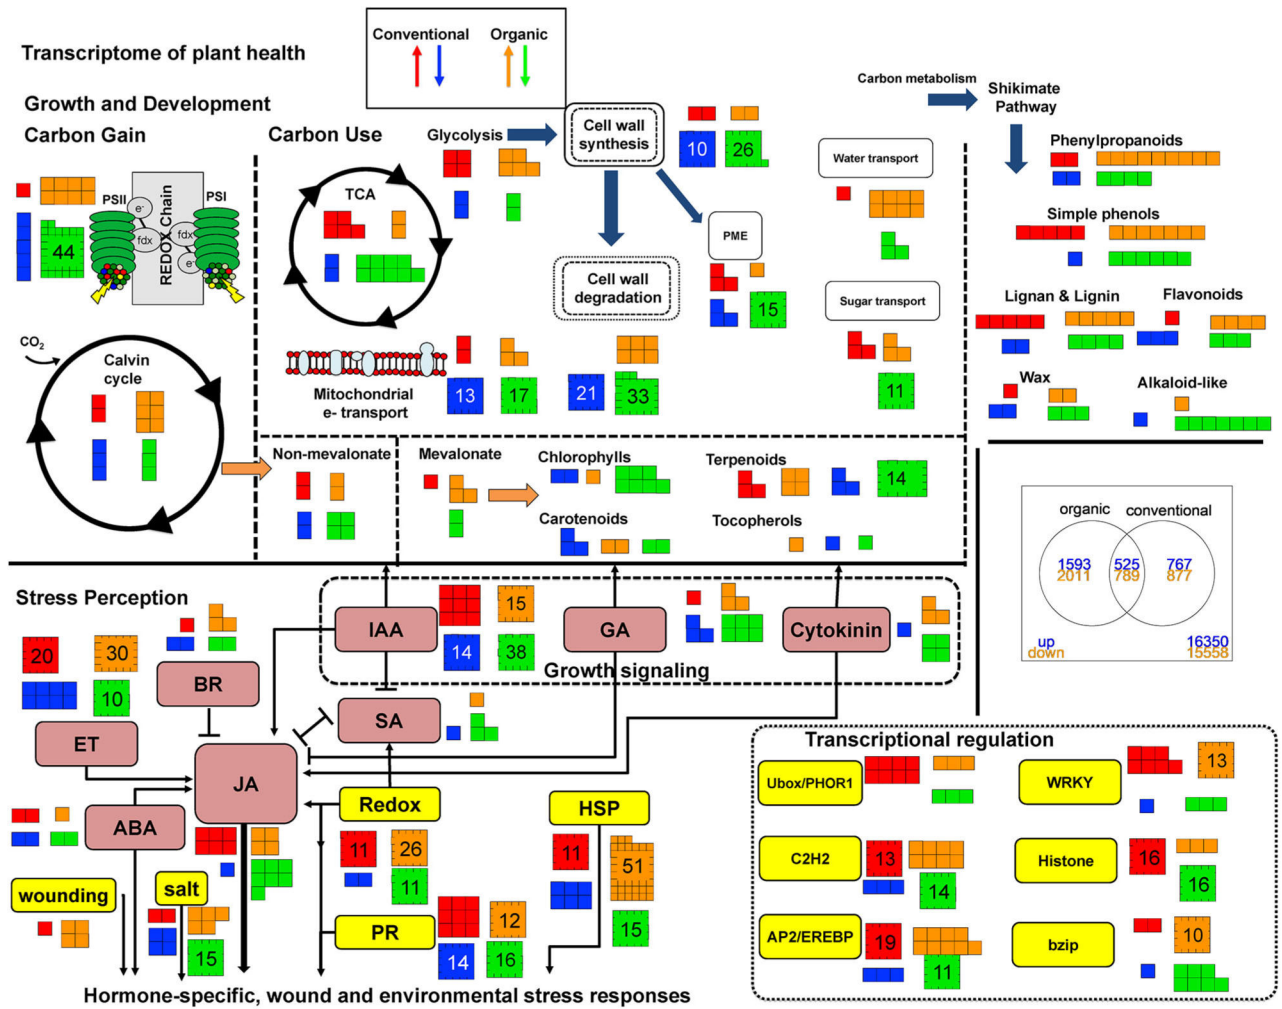 Transcriptome of plant health
Conventional Organic
Growth and Development
Carbon Gain
Carbon Use
Glycolysis
Cell wall
synthesis
10
26
Carbon metabolism
Shikimate
Pathway
Water transport
Phenylpropanoids
Simple phenols
Lignan & Lignin
Flavonoids
Wax
Alkaloid-like
44
PSII
PSI
REDOX Chain
e-
fdx
fdx
e-
TCA
PME
15
Cell wall
degradation
Sugar transport
11
CO2
Calvin
cycle
Mitochondrial
e- transport
13
17
21
33
Non-mevalonate
Mevalonate
Chlorophylls
Carotenoids
Terpenoids
14
Tocopherols
organic
conventional
1593
2011
525
789
767
877
up
down
16350
15558
Stress Perception
20
30
10
BR
ET
JA
ABA
wounding
salt
15
IAA
15
14
38
GA
Cytokinin
Growth signaling
SA
Redox
11
26
11
HSP
11
51
15
PR
12
14
16
Hormone-specific, wound and environmental stress responses
Transcriptional regulation
Ubox/PHOR1
WRKY
13
C2H2
13
14
Histone
16
16
AP2/EREBP
19
11
bzip
10